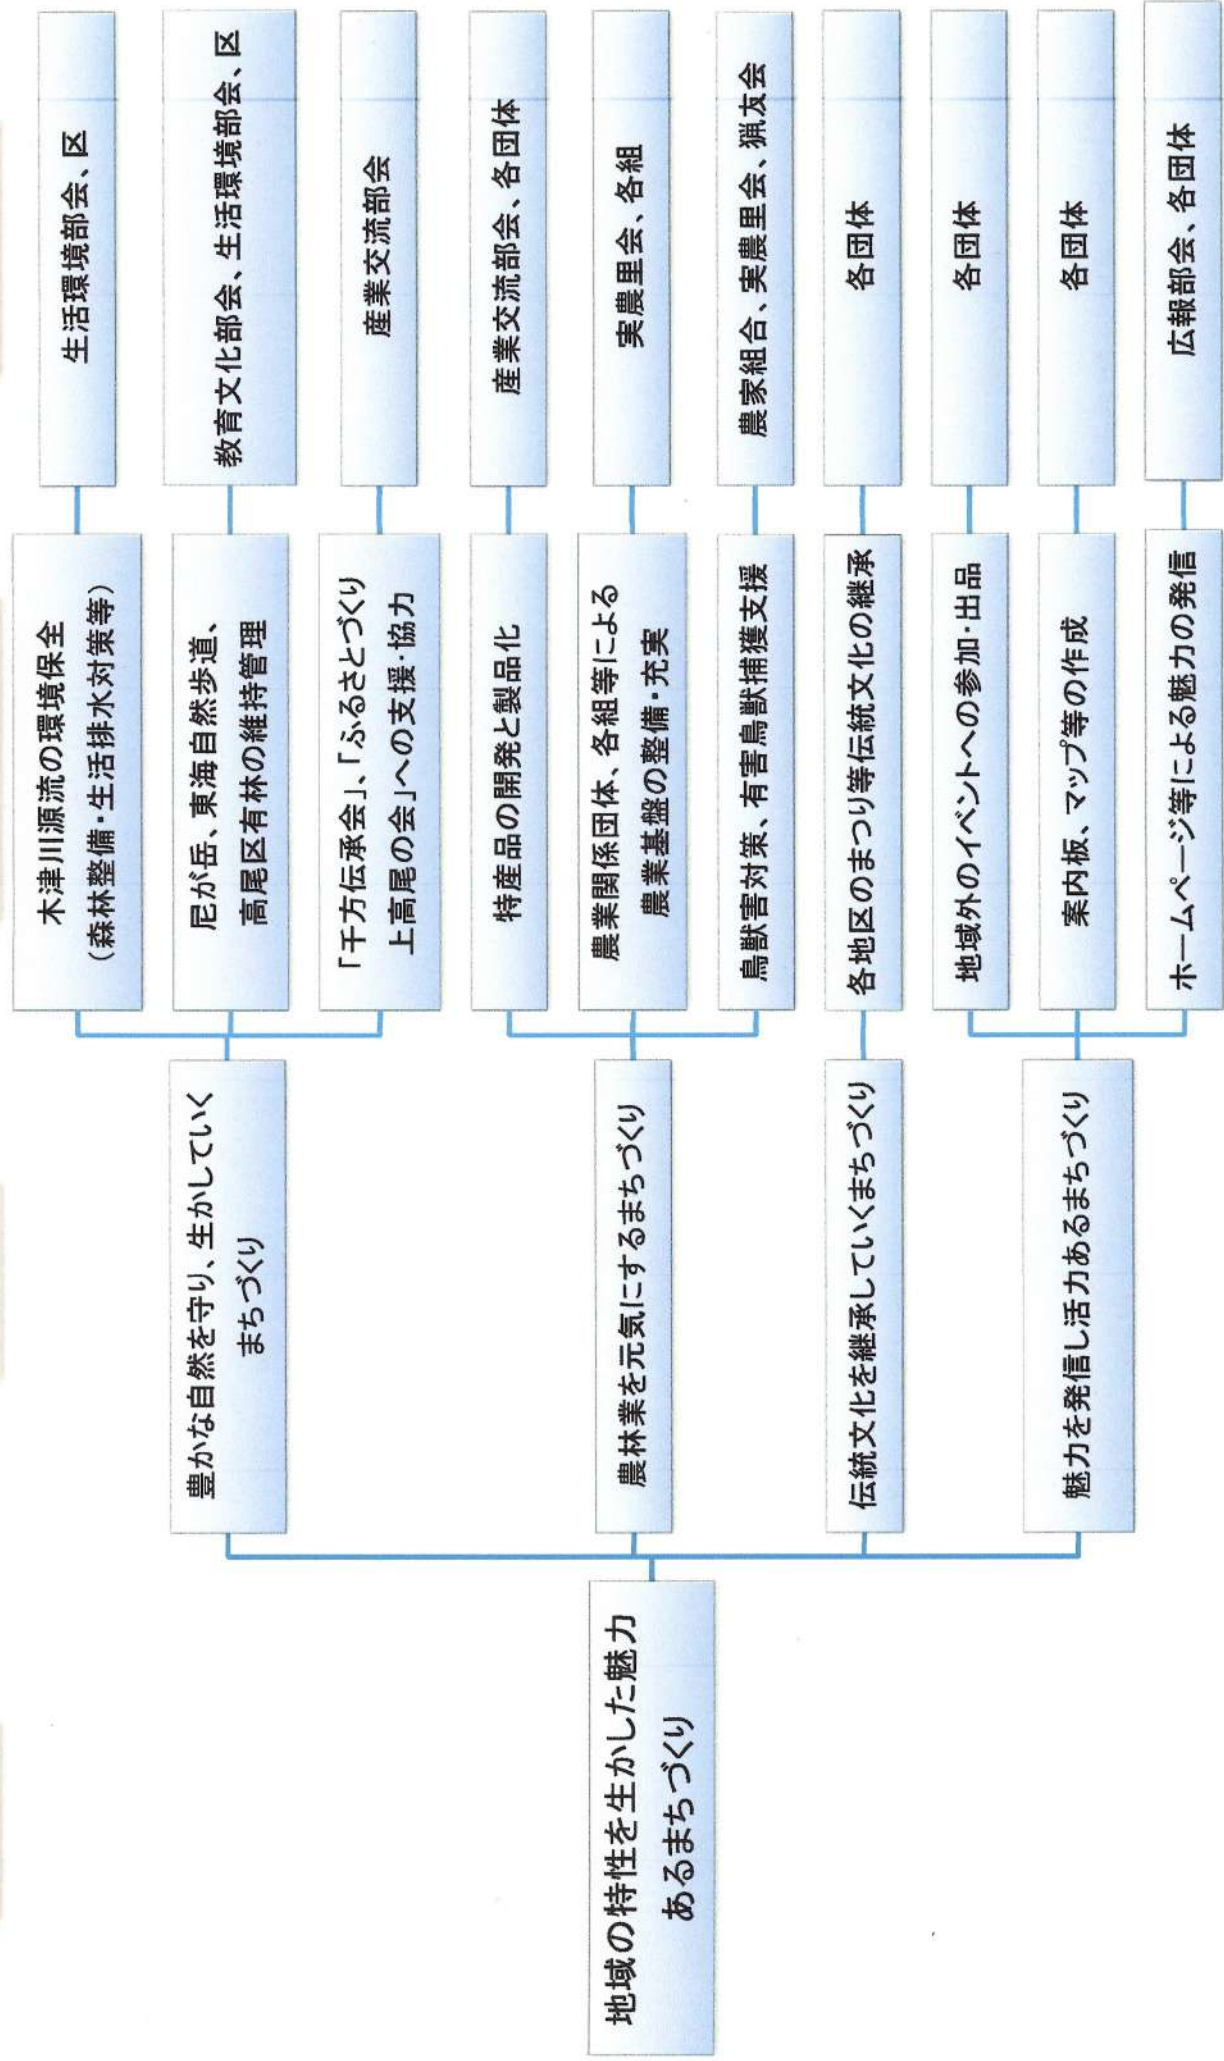 地域の特性を生かした魅力
あるまちづくり
豊かな自然を守り、生かしていく
まちづくり
木津川源流の環境保全
（森林整備・生活排水対策等）
生活環境部会、区
尼が岳、東海自然歩道、
高尾区有林の維持管理
教育文化部会、生活環境部会、区
「千方伝承会」、「ふるさとづくり
上高尾の会」への支援・協力
産業交流部会
農林業を元気にするまちづくり
特産品の開発と製品化
産業交流部会、各団体
農業関係団体、各組等による
農業基盤の整備・充実
実農里会、各組
鳥獣害対策、有害鳥獣捕獲支援
農家組合、実農里会、猟友会
伝統文化を継承していくまちづくり
各地区のまつり等伝統文化の継承
各団体
魅力を発信し活力あるまちづくり
地域外のイベントへの参加・出品
各団体
案内板、マップ等の作成
各団体
ホームページ等による魅力の発信
広報部会、各団体